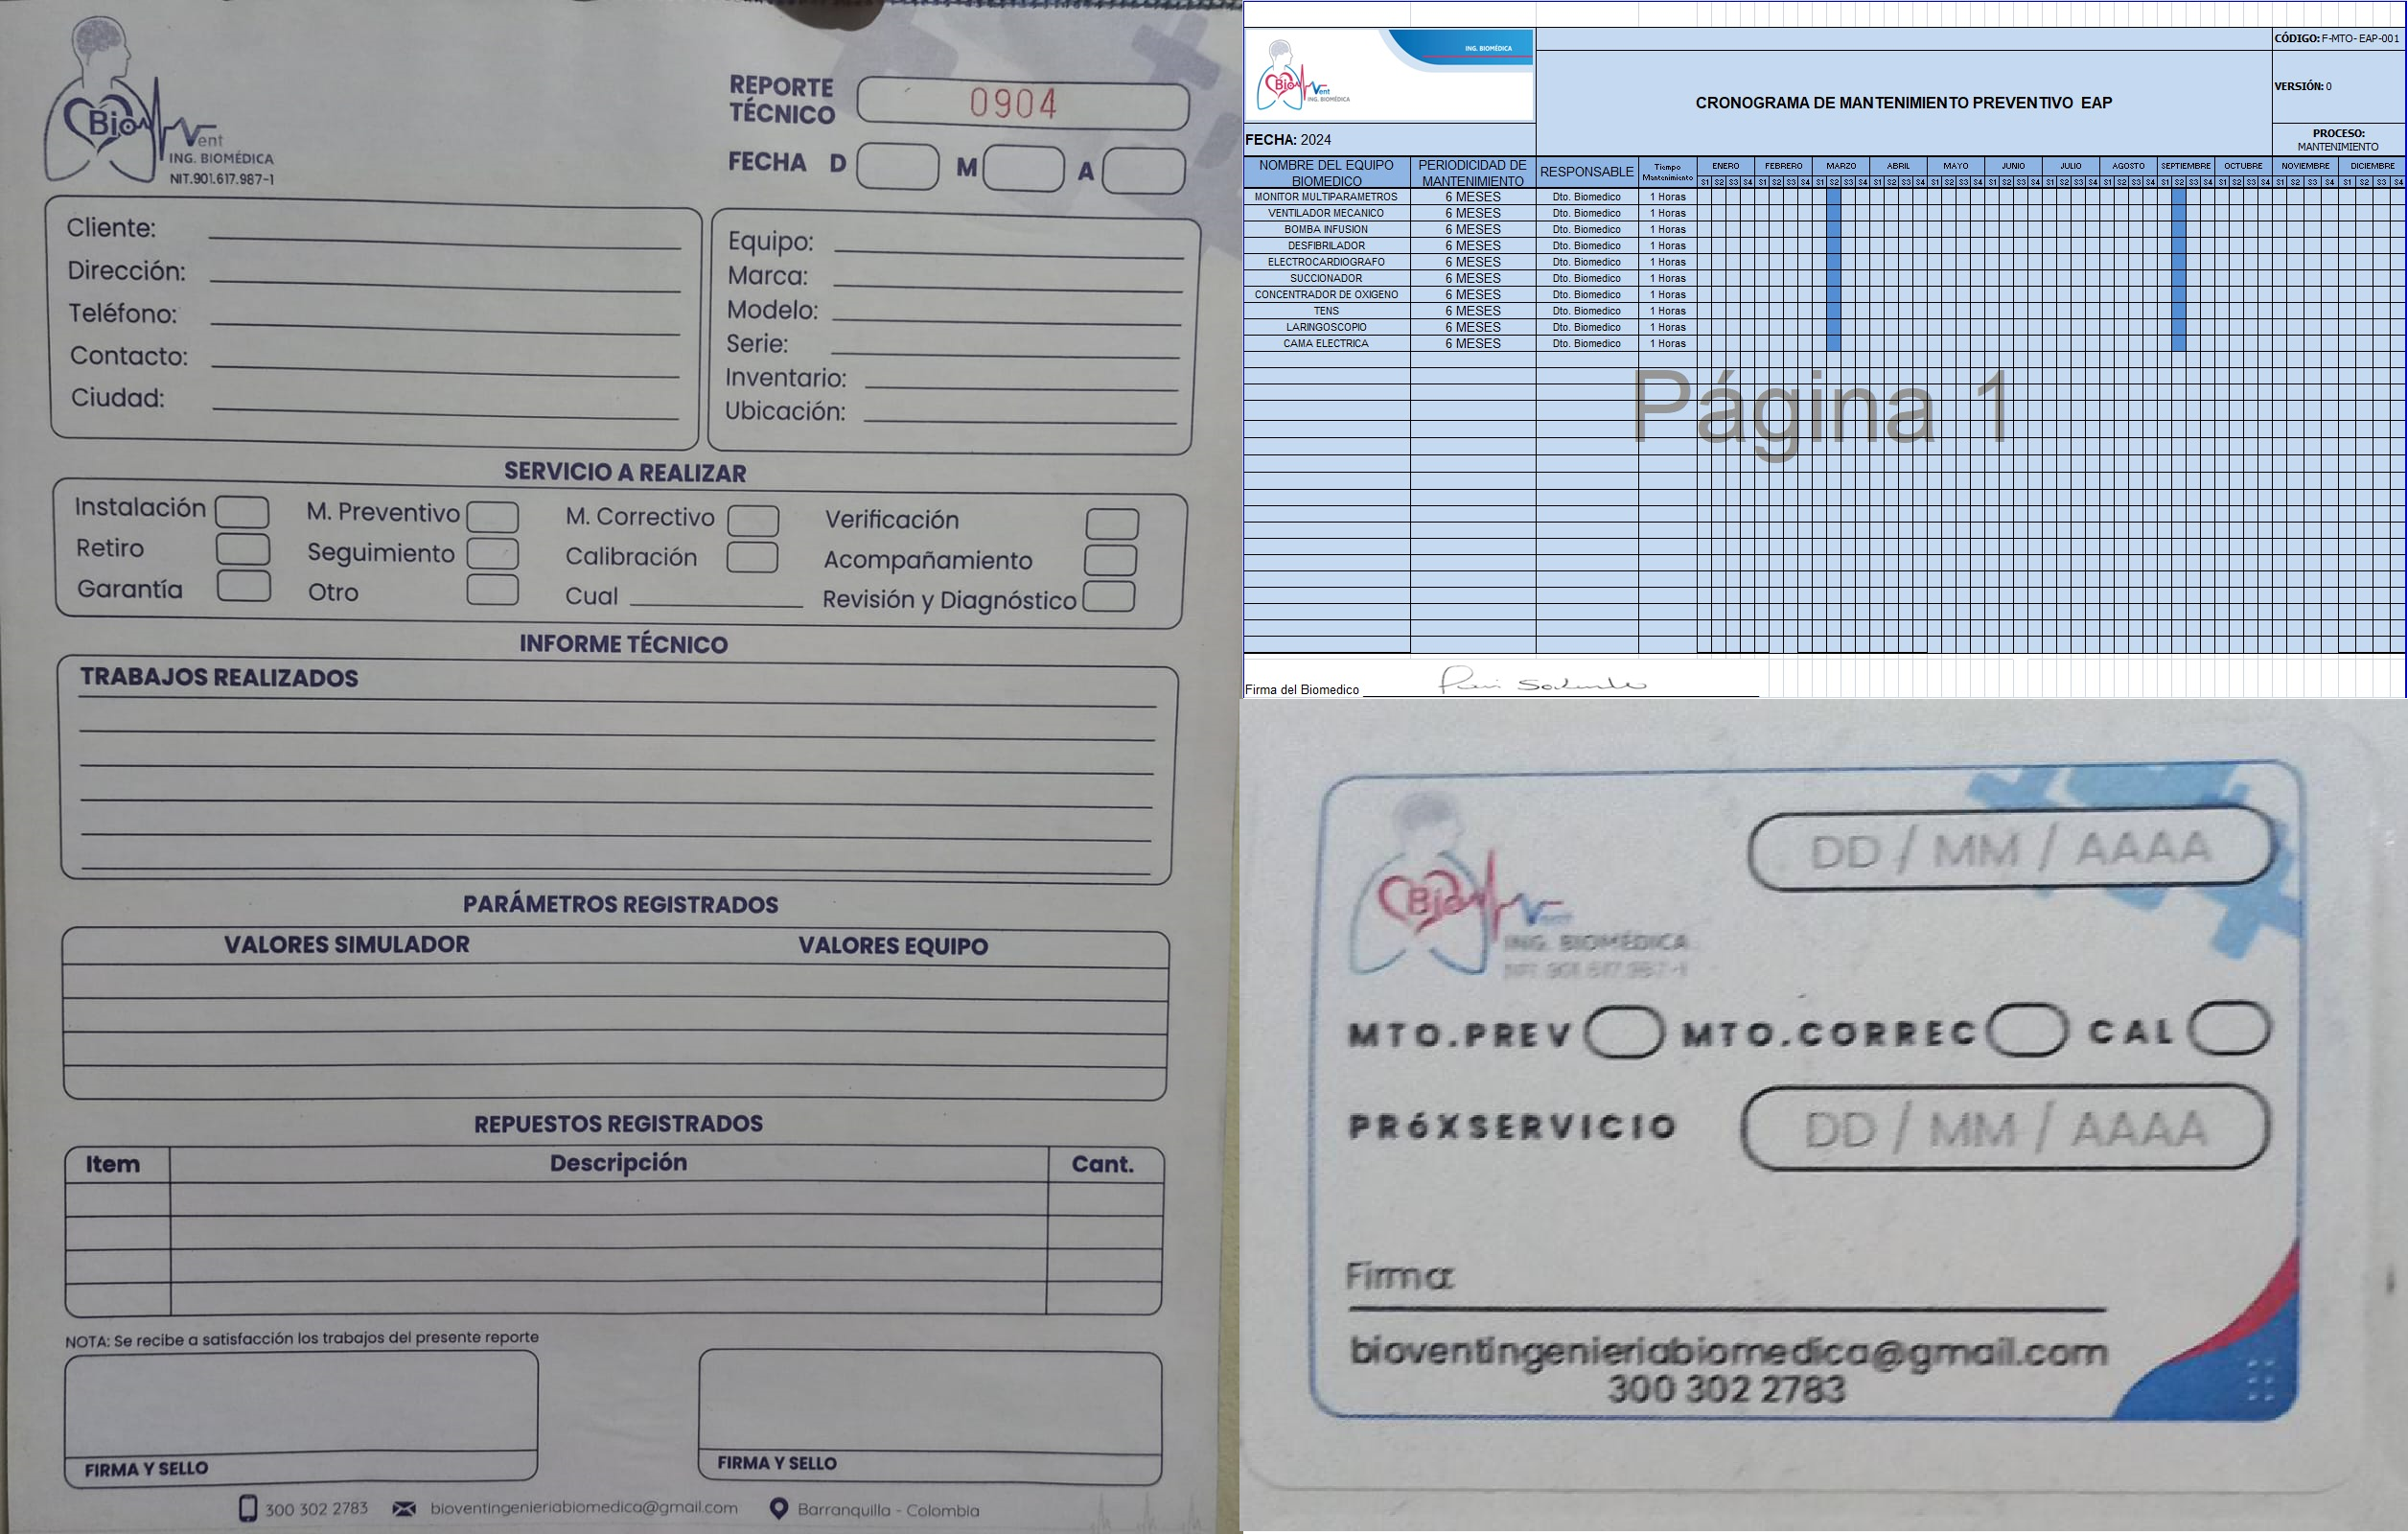 Bio Vent
ING. BIOMÉDICA
NIT.901.617.987-1
REPORTE TÉCNICO 0904
FECHA D M A
Cliente:
Dirección:
Teléfono:
Contacto:
Ciudad:
Equipo:
Marca:
Modelo:
Serie:
Inventario:
Ubicación:
SERVICIO A REALIZAR
Instalación M. Preventivo M. Correctivo Verificación
Retiro Seguimiento Calibración Acompañamiento
Garantía Otro Cual Revisión y Diagnóstico
INFORME TÉCNICO
TRABAJOS REALIZADOS
PARÁMETROS REGISTRADOS
VALORES SIMULADOR VALORES EQUIPO
REPUESTOS REGISTRADOS
Item Descripción Cant.
NOTA: Se recibe a satisfacción los trabajos del presente reporte
FIRMA Y SELLO FIRMA Y SELLO
300 302 2783 bioventingenieriabiomedica@gmail.com Barranquilla - Colombia
ING. BIOMÉDICA
Bio Vent
ING. BIOMÉDICA
CRONOGRAMA DE MANTENIMIENTO PREVENTIVO EAP
CÓDIGO: F-MTO- EAP-001
VERSIÓN: 0
PROCESO:
MANTENIMIENTO
FECHA: 2024
NOMBRE DEL EQUIPO BIOMEDICO PERIODICIDAD DE MANTENIMIENTO RESPONSABLE Tiempo Mantenimiento ENERO FEBRERO MARZO ABRIL MAYO JUNIO JULIO AGOSTO SEPTIEMBRE OCTUBRE NOVIEMBRE DICIEMBRE
S1 S2 S3 S4 S1 S2 S3 S4 S1 S2 S3 S4 S1 S2 S3 S4 S1 S2 S3 S4 S1 S2 S3 S4 S1 S2 S3 S4 S1 S2 S3 S4 S1 S2 S3 S4 S1 S2 S3 S4 S1 S2 S3 S4 S1 S2 S3 S4
MONITOR MULTIPARAMETROS 6 MESES Dto. Biomedico 1 Horas
VENTILADOR MECANICO 6 MESES Dto. Biomedico 1 Horas
BOMBA INFUSION 6 MESES Dto. Biomedico 1 Horas
DESFIBRILADOR 6 MESES Dto. Biomedico 1 Horas
ELECTROCARDIOGRAFO 6 MESES Dto. Biomedico 1 Horas
SUCCIONADOR 6 MESES Dto. Biomedico 1 Horas
CONCENTRADOR DE OXIGENO 6 MESES Dto. Biomedico 1 Horas
TENS 6 MESES Dto. Biomedico 1 Horas
LARINGOSCOPIO 6 MESES Dto. Biomedico 1 Horas
CAMA ELECTRICA 6 MESES Dto. Biomedico 1 Horas
Página 1
Firma del Biomedico
DD / MM / AAAA
Bio Vent
ING. BIOMÉDICA
NIT. 901.617.987-1
MTO.PREV MTO.CORREC CAL
PRóXSERVICIO DD / MM / AAAA
Firma:
bioventingenieriabiomedica@gmail.com
300 302 2783